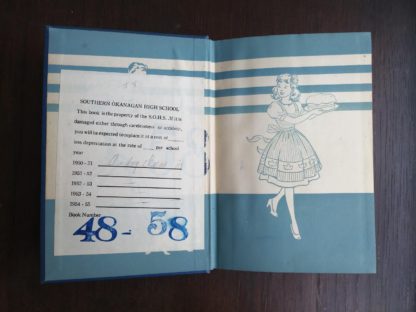 SOUTHERN OKANAGAN HIGH SCHOOL
This book is the property of the S.O.H.S. If it is
damaged either through carelessness or accident,
you will be expected to replace it at a cost of
less depreciation at the rate of ___ per school
year
1950 - 51
1951 - 52
1952 - 53
1953 - 54
1954 - 55
Book Number
48 - 58